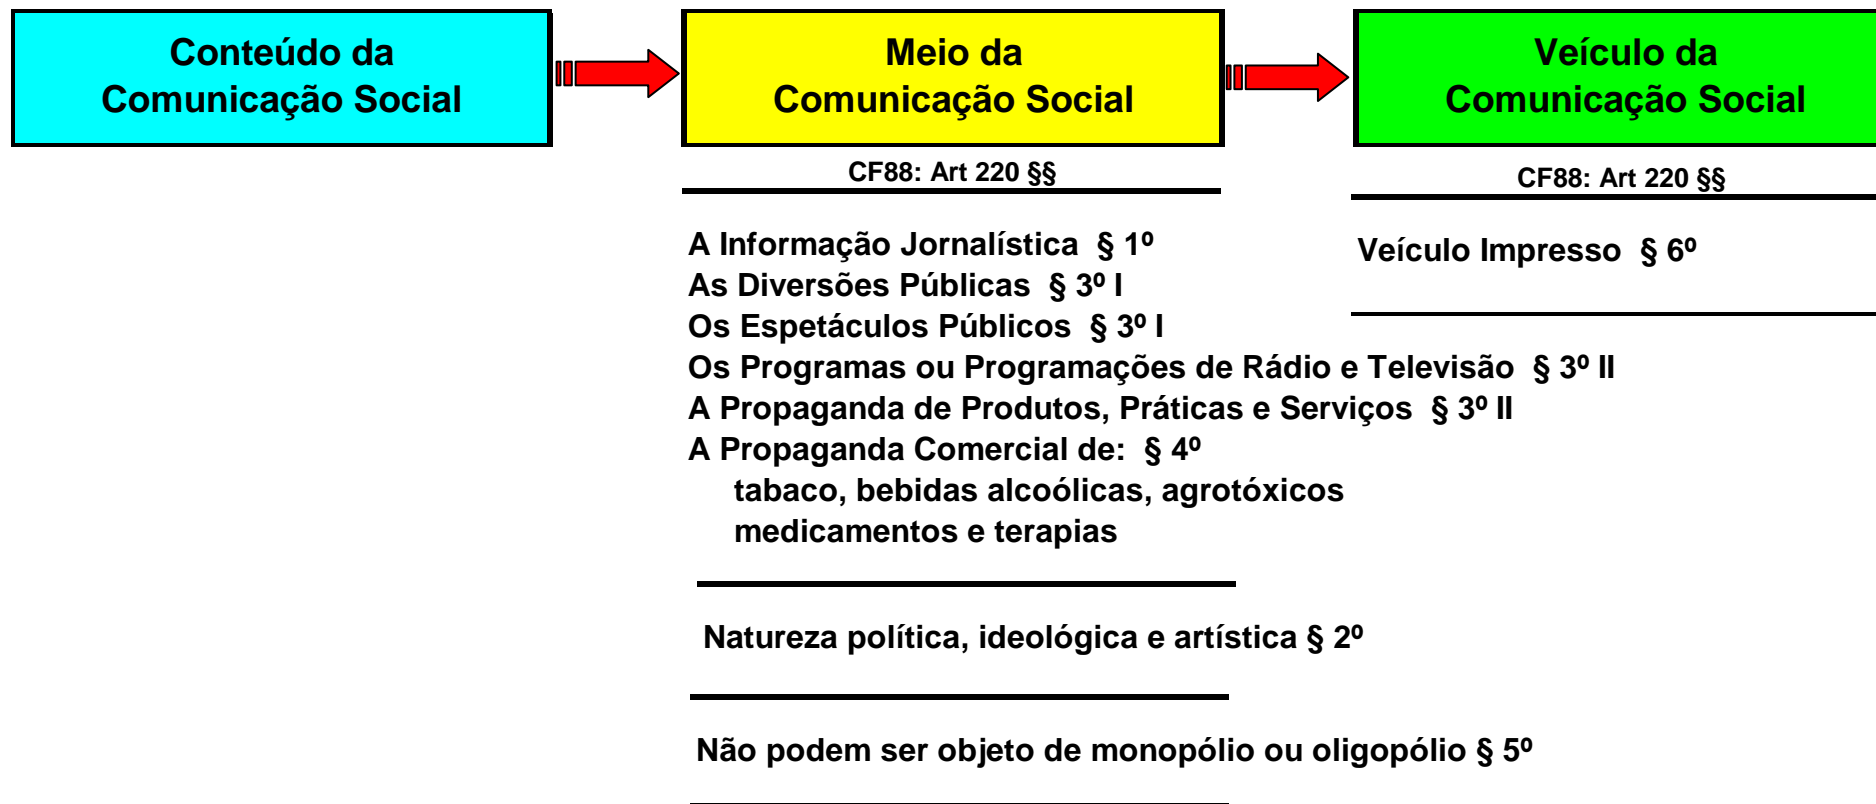 Conteúdo da
Comunicação Social
Meio da
Comunicação Social
Veículo da
Comunicação Social
CF88: Art 220 §§
A Informação Jornalística § 1º
As Diversões Públicas § 3º I
Os Espetáculos Públicos § 3º I
Os Programas ou Programações de Rádio e Televisão § 3º II
A Propaganda de Produtos, Práticas e Serviços § 3º II
A Propaganda Comercial de: § 4º
tabaco, bebidas alcoólicas, agrotóxicos
medicamentos e terapias
Natureza política, ideológica e artística § 2º
Não podem ser objeto de monopólio ou oligopólio § 5º
CF88: Art 220 §§
Veículo Impresso § 6º